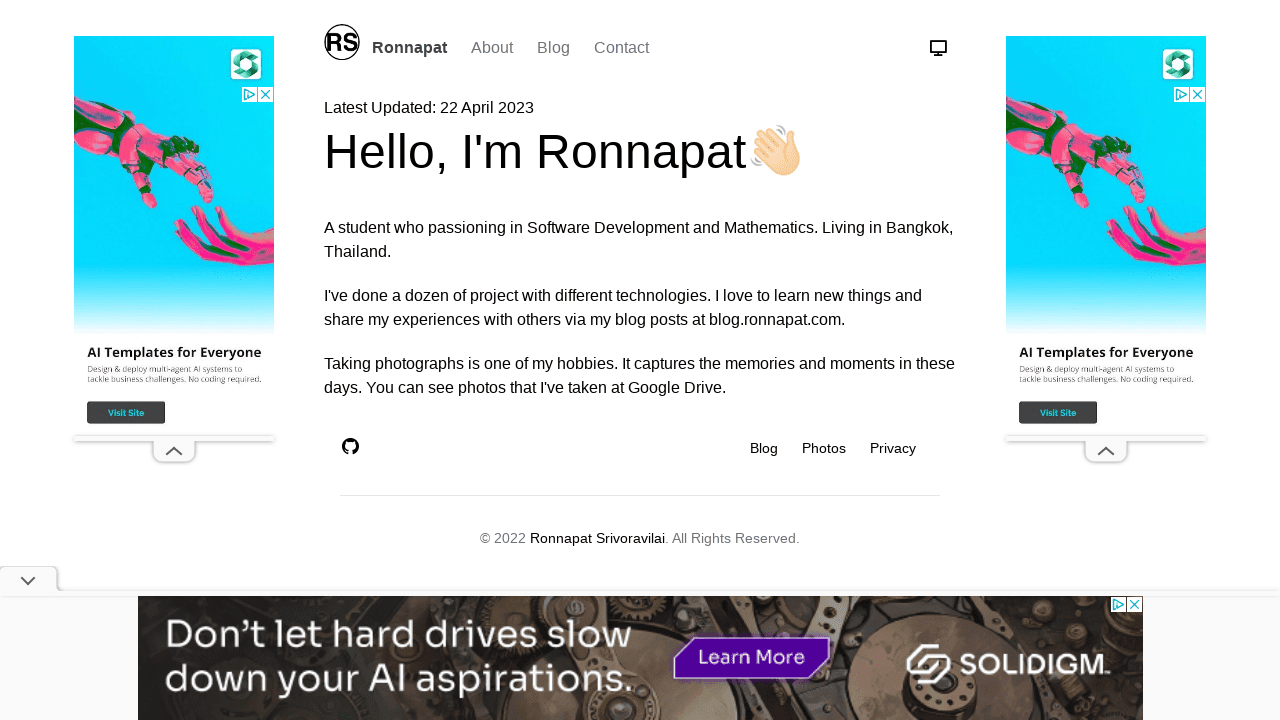 RS
Ronnapat About Blog Contact
Latest Updated: 22 April 2023
Hello, I'm Ronnapat👋🏻
A student who passioning in Software Development and Mathematics. Living in Bangkok,
Thailand.
I've done a dozen of project with different technologies. I love to learn new things and
share my experiences with others via my blog posts at blog.ronnapat.com.
Taking photographs is one of my hobbies. It captures the memories and moments in these
days. You can see photos that I've taken at Google Drive.
Blog Photos Privacy
© 2022 Ronnapat Srivoravilai. All Rights Reserved.
AI Templates for Everyone
Design & deploy multi-agent AI systems to
tackle business challenges. No coding required.
Visit Site
AI Templates for Everyone
Design & deploy multi-agent AI systems to
tackle business challenges. No coding required.
Visit Site
Don't let hard drives slow
down your AI aspirations.
Learn More
SOLIDIGM™